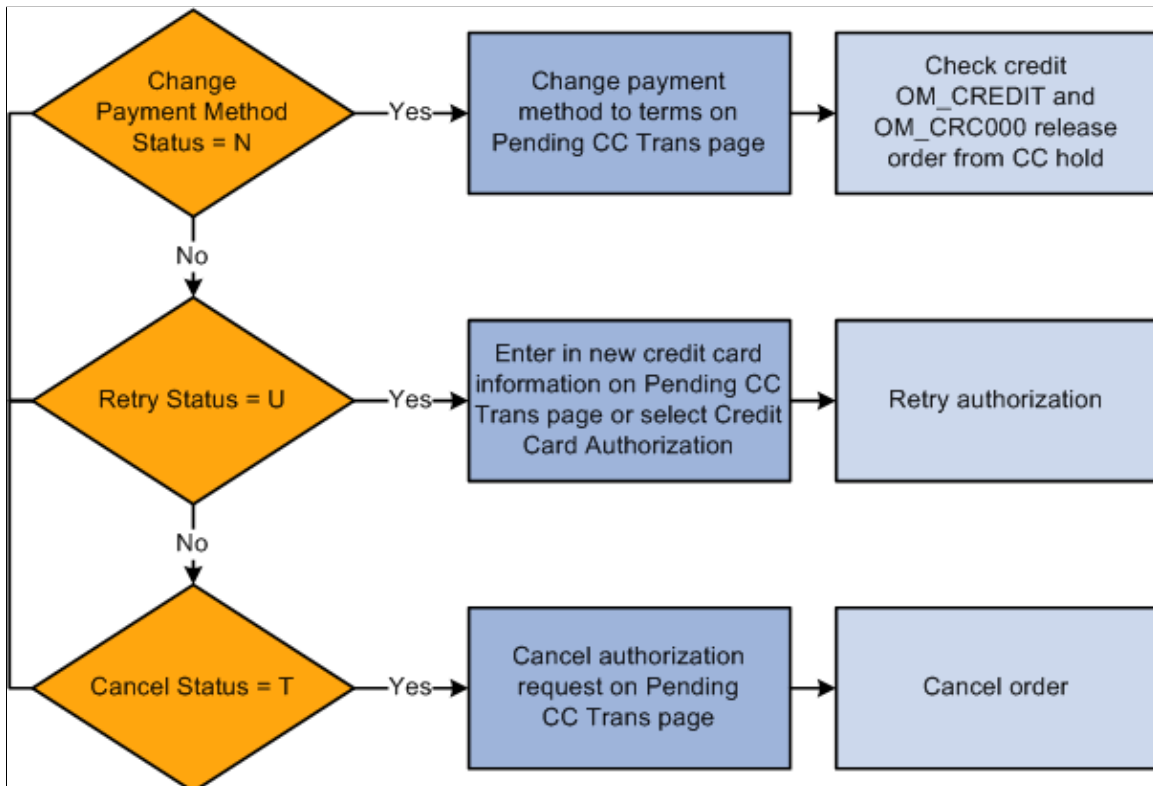 Change
Payment Method
Status = N
Yes
Change payment
method to terms on
Pending CC Trans page
Check credit
OM_CREDIT and
OM_CRC000 release
order from CC hold
No
Retry Status = U
Yes
Enter in new credit card
information on Pending CC
Trans page or select Credit
Card Authorization
Retry authorization
No
Cancel Status = T
Yes
Cancel authorization
request on Pending
CC Trans page
Cancel order